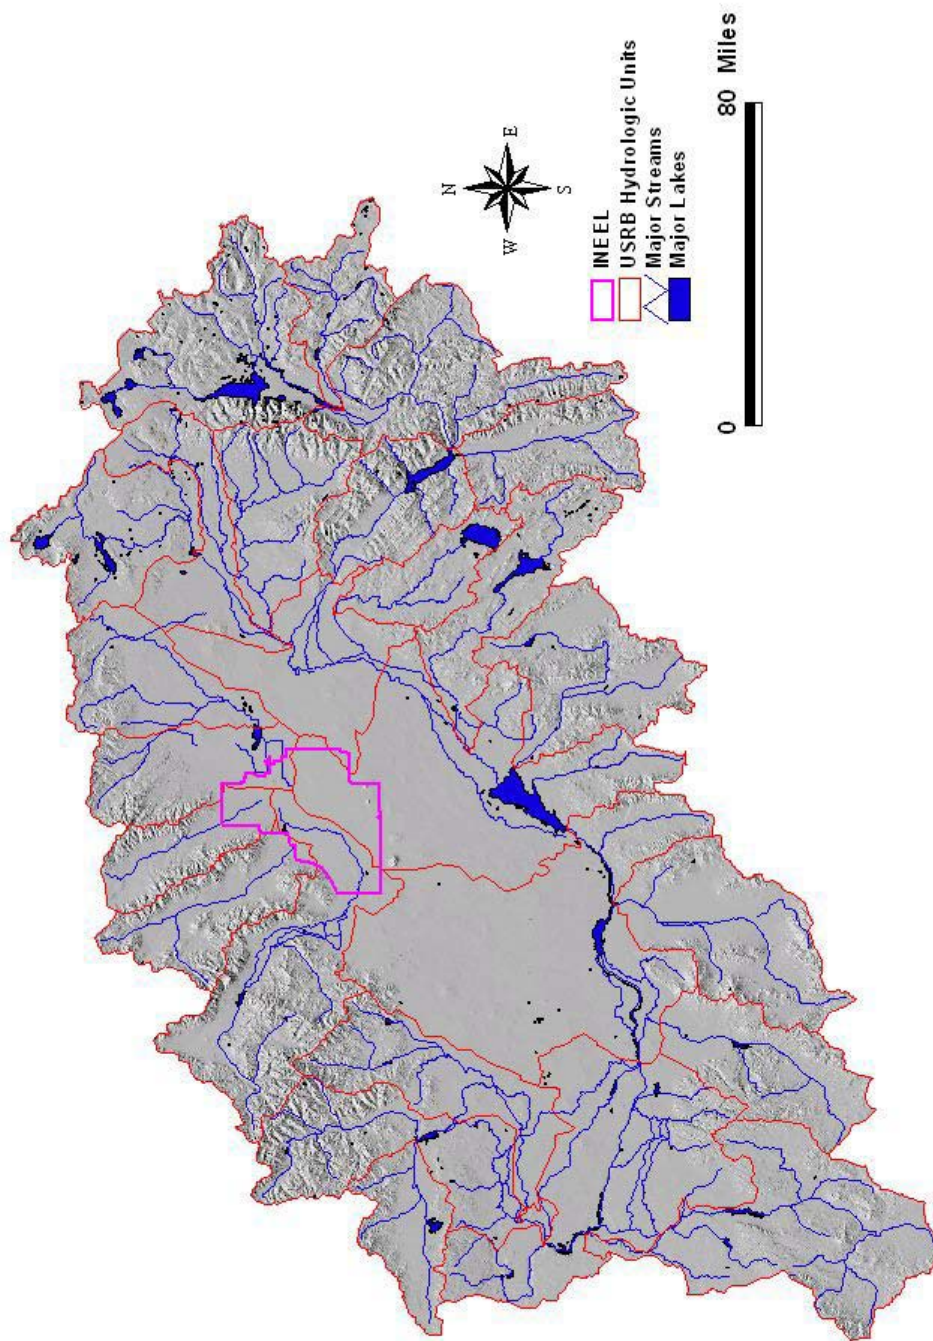 N
W
E
S
INEEL
USRB Hydrologic Units
Major Streams
Major Lakes
0
80 Miles